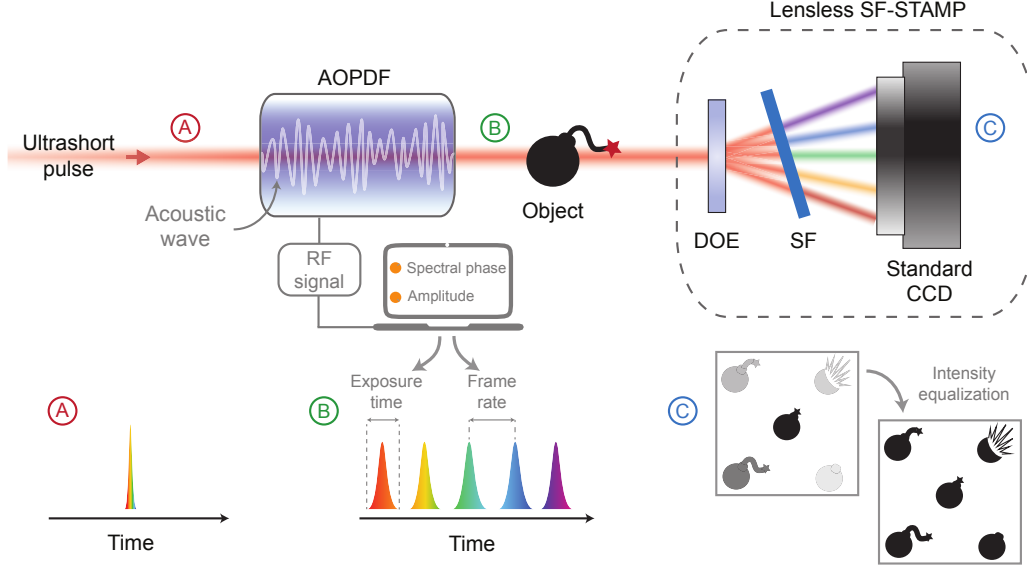 Lensless SF-STAMP
AOPDF
A
B
C
Ultrashort
pulse
Acoustic
wave
Object
DOE
SF
Standard
CCD
RF
signal
Spectral phase
Amplitude
Exposure
time
Frame
rate
Intensity
equalization
A
B
C
Time
Time